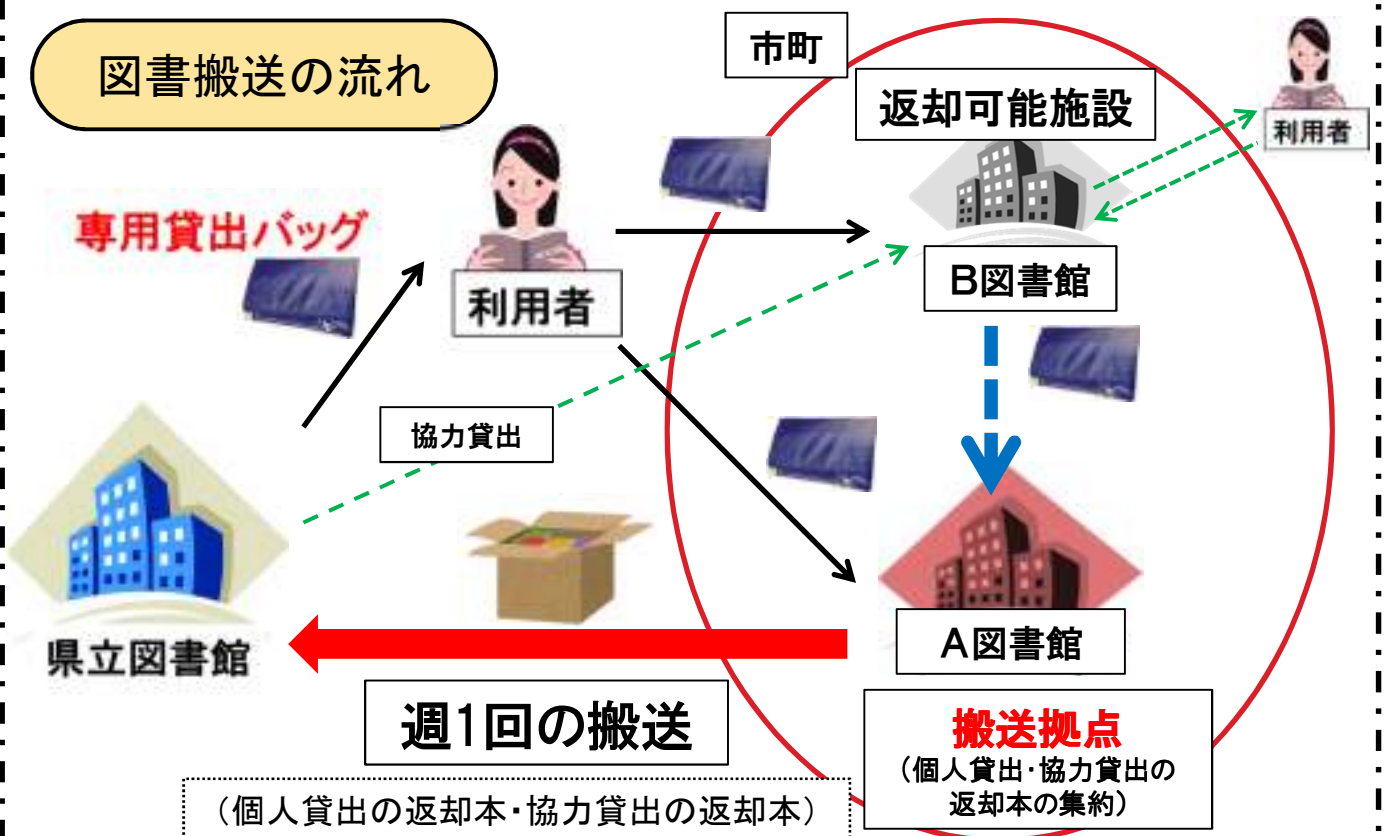 図書搬送の流れ
市町
返却可能施設
利用者
専用貸出バッグ
利用者
B図書館
協力貸出
県立図書館
A図書館
週1回の搬送
搬送拠点
（個人貸出･協力貸出の
返却本の集約）
（個人貸出の返却本･協力貸出の返却本）